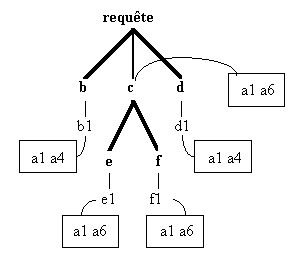 requête
b c d
a1 a6
b1 d1
a1 a4 a1 a4
e f
e1 f1
a1 a6 a1 a6